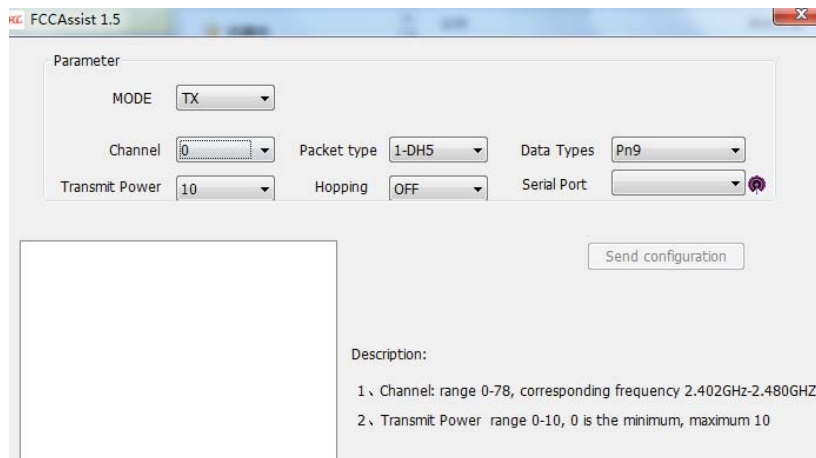 FCCAssist 1.5
Parameter
MODE TX
Channel 0 Packet type 1-DH5 Data Types Pn9
Transmit Power 10 Hopping OFF Serial Port
Send configuration
Description:
1、Channel: range 0-78, corresponding frequency 2.402GHz-2.480GHZ
2、Transmit Power range 0-10, 0 is the minimum, maximum 10